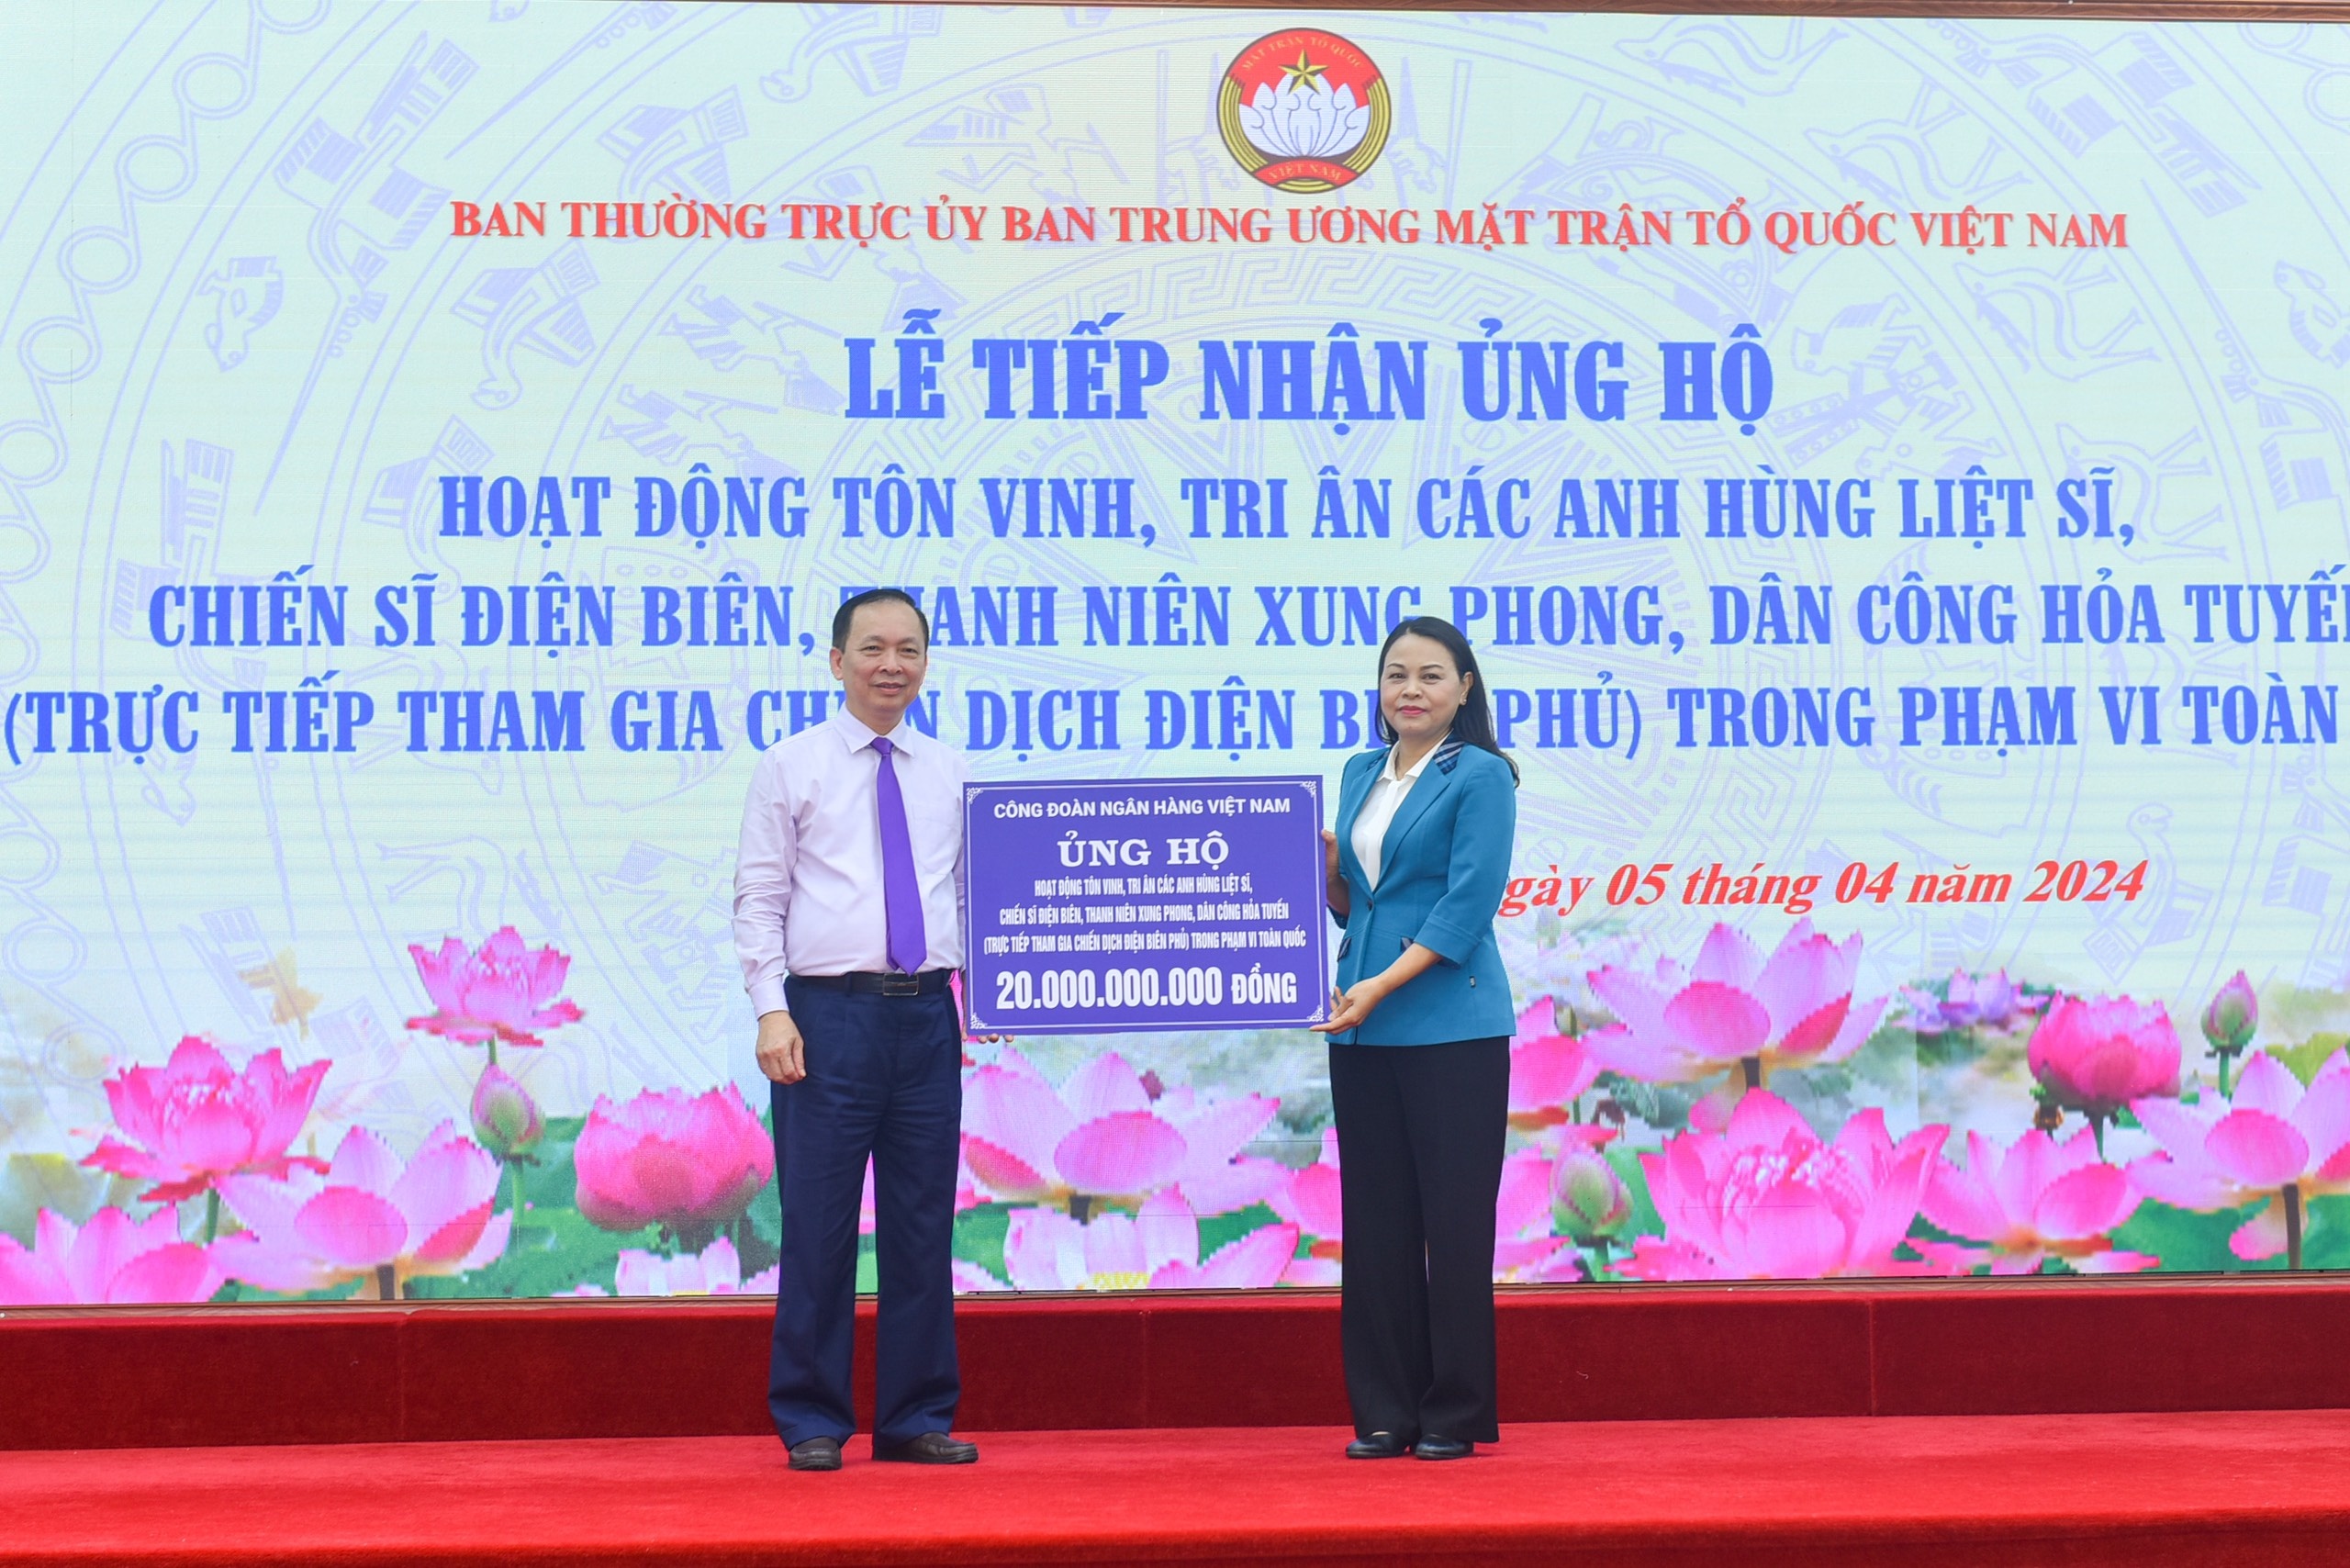 MẶT TRẬN TỔ QUỐC
VIỆT NAM
BAN THƯỜNG TRỰC ỦY BAN TRUNG ƯƠNG MẶT TRẬN TỔ QUỐC VIỆT NAM
LỄ TIẾP NHẬN ỦNG HỘ
HOẠT ĐỘNG TÔN VINH, TRI ÂN CÁC ANH HÙNG LIỆT SĨ,
CHIẾN SĨ ĐIỆN BIÊN, THANH NIÊN XUNG PHONG, DÂN CÔNG HỎA TUYẾ
(TRỰC TIẾP THAM GIA CHIẾN DỊCH ĐIỆN BIÊN PHỦ) TRONG PHẠM VI TOÀN
gày 05 tháng 04 năm 2024
CÔNG ĐOÀN NGÂN HÀNG VIỆT NAM
ỦNG HỘ
HOẠT ĐỘNG TÔN VINH, TRI ÂN CÁC ANH HÙNG LIỆT SĨ,
CHIẾN SĨ ĐIỆN BIÊN, THANH NIÊN XUNG PHONG, DÂN CÔNG HỎA TUYẾN
(TRỰC TIẾP THAM GIA CHIẾN DỊCH ĐIỆN BIÊN PHỦ) TRONG PHẠM VI TOÀN QUỐC
20.000.000.000 ĐỒNG